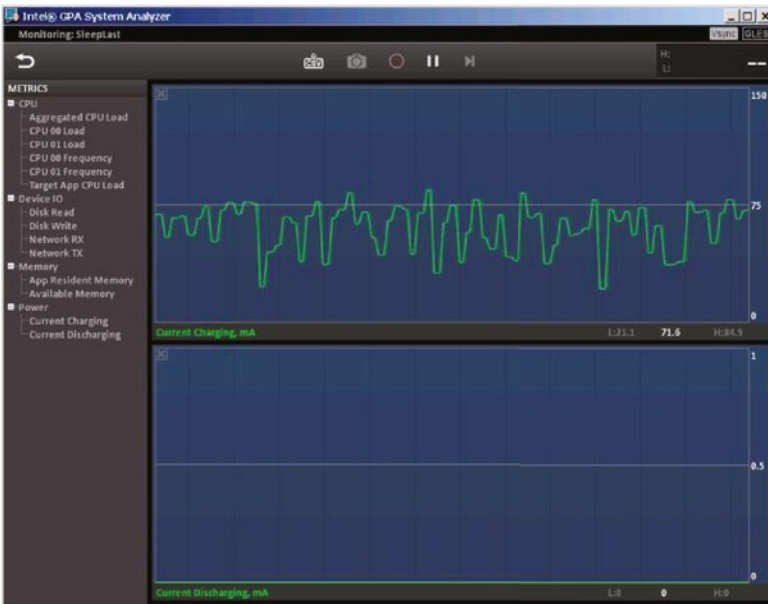 Intel® GPA System Analyzer
Monitoring: SleepLast
Vsync GLES
CSV
H:
L:
--
METRICS
CPU
Aggregated CPU Load
CPU 00 Load
CPU 01 Load
CPU 00 Frequency
CPU 01 Frequency
Target App CPU Load
Device IO
Disk Read
Disk Write
Network RX
Network TX
Memory
App Resident Memory
Available Memory
Power
Current Charging
Current Discharging
150
75
0
Current Charging, mA L:21.1 71.6 H:84.9
1
0.5
0
Current Discharging, mA L:0 0 H:0